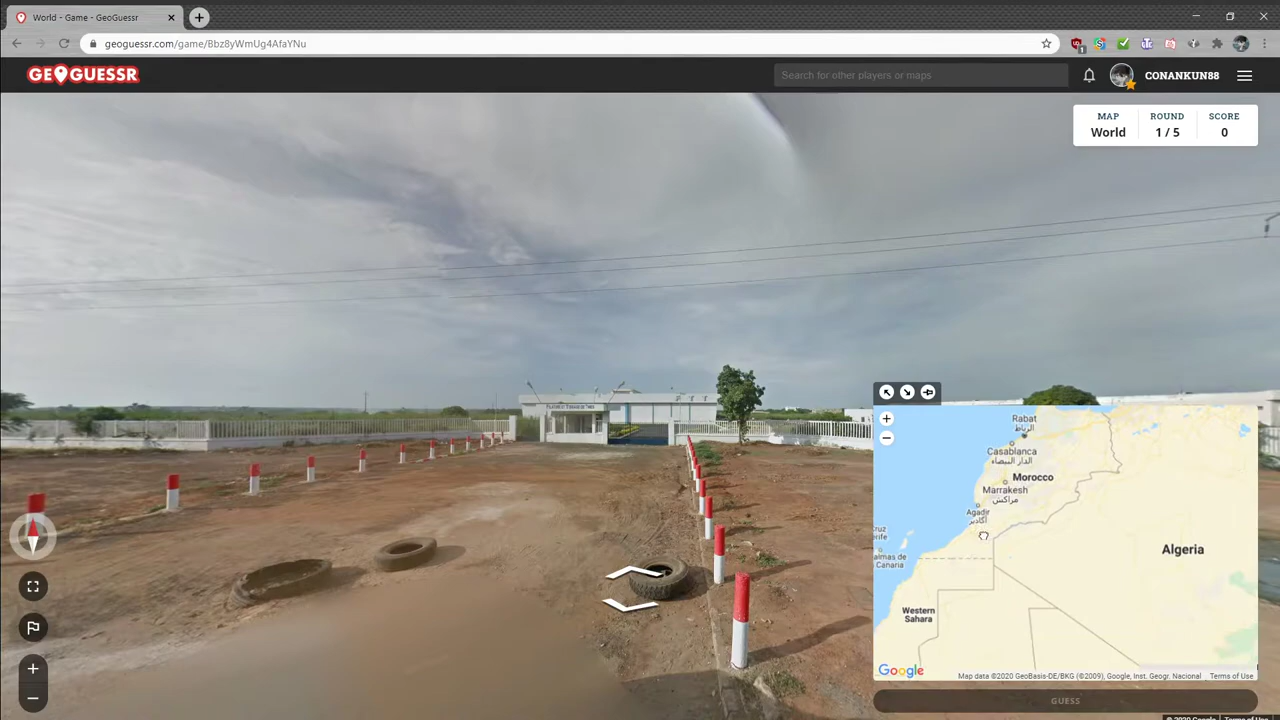 World - Game - GeoGuessr
geoguessr.com/game/Bbz8yWmUg4AfaYNu
GEOGUESSR
Search for other players or maps
CONANKUN88
MAP ROUND SCORE
World 1 / 5 0
Rabat
الرباط
Casablanca
الدار البيضاء
Morocco
Marrakesh
مراكش
Agadir
أكادير
Algeria
Western
Sahara
Google
Map data ©2020 GeoBasis-DE/BKG (©2009), Google, Inst. Geogr. Nacional Terms of Use
GUESS